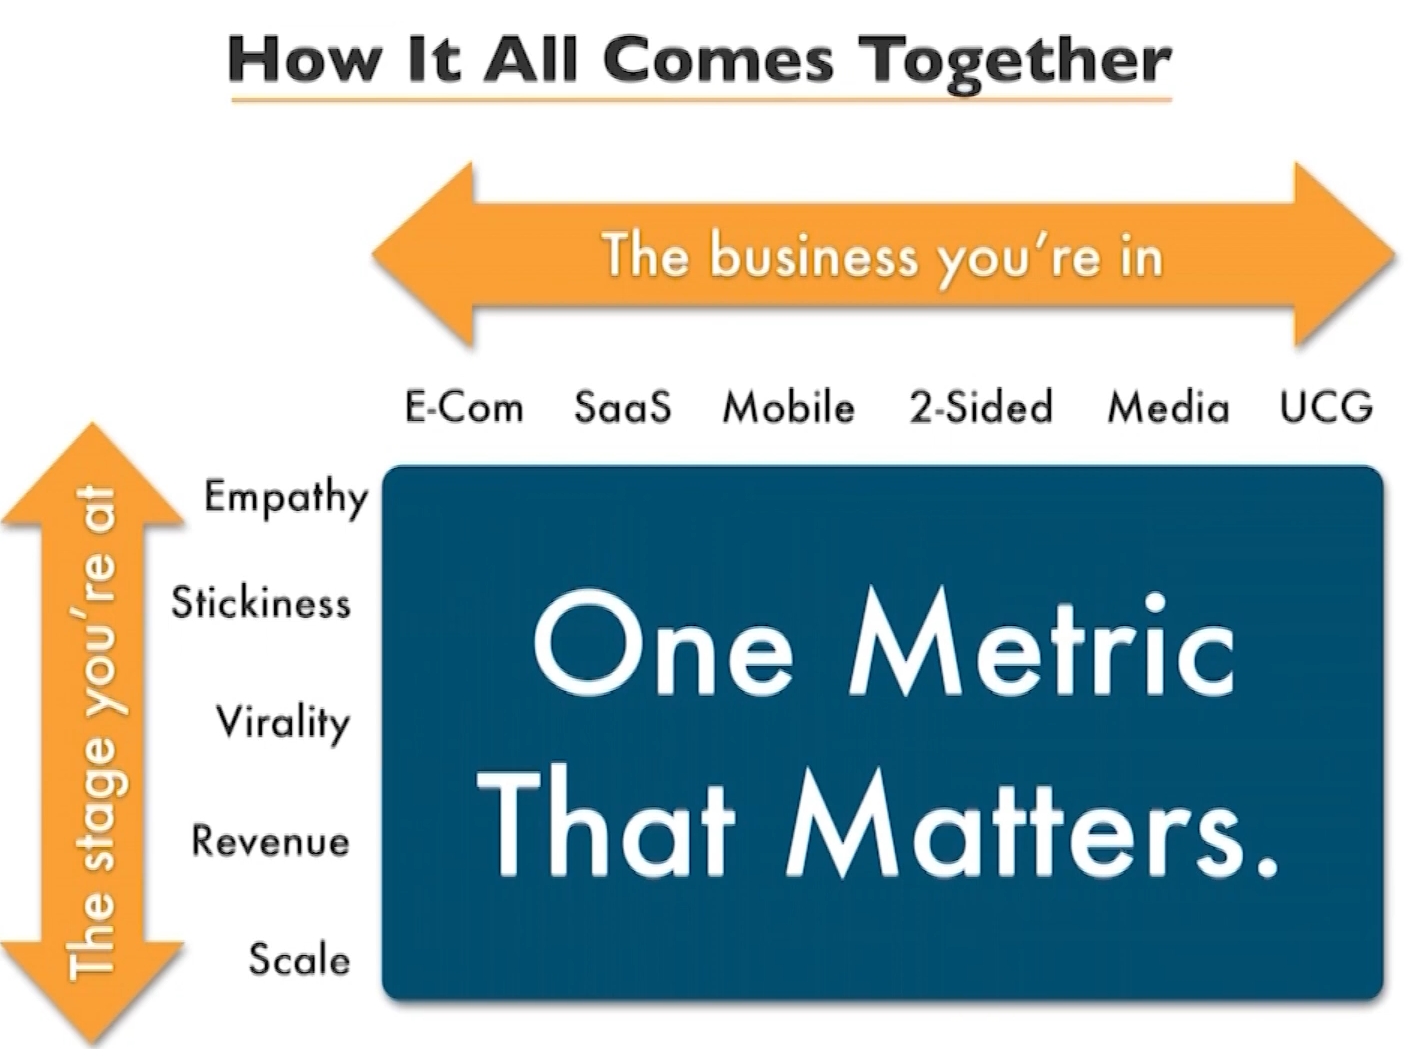 How It All Comes Together
The business you're in
E-Com SaaS Mobile 2-Sided Media UCG
The stage you're at
Empathy
Stickiness
Virality
Revenue
Scale
One Metric
That Matters.